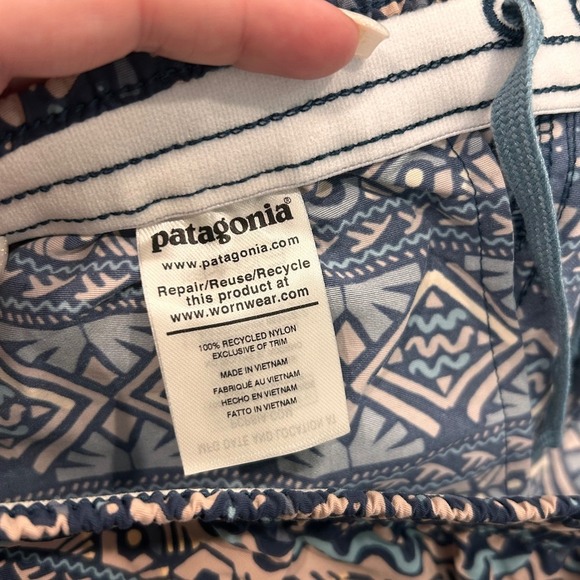 patagonia®
www.patagonia.com
Repair/Reuse/Recycle
this product at
www.wornwear.com
100% RECYCLED NYLON
EXCLUSIVE OF TRIM
MADE IN VIETNAM
FABRIQUÉ AU VIETNAM
HECHO EN VIETNAM
FATTO IN VIETNAM